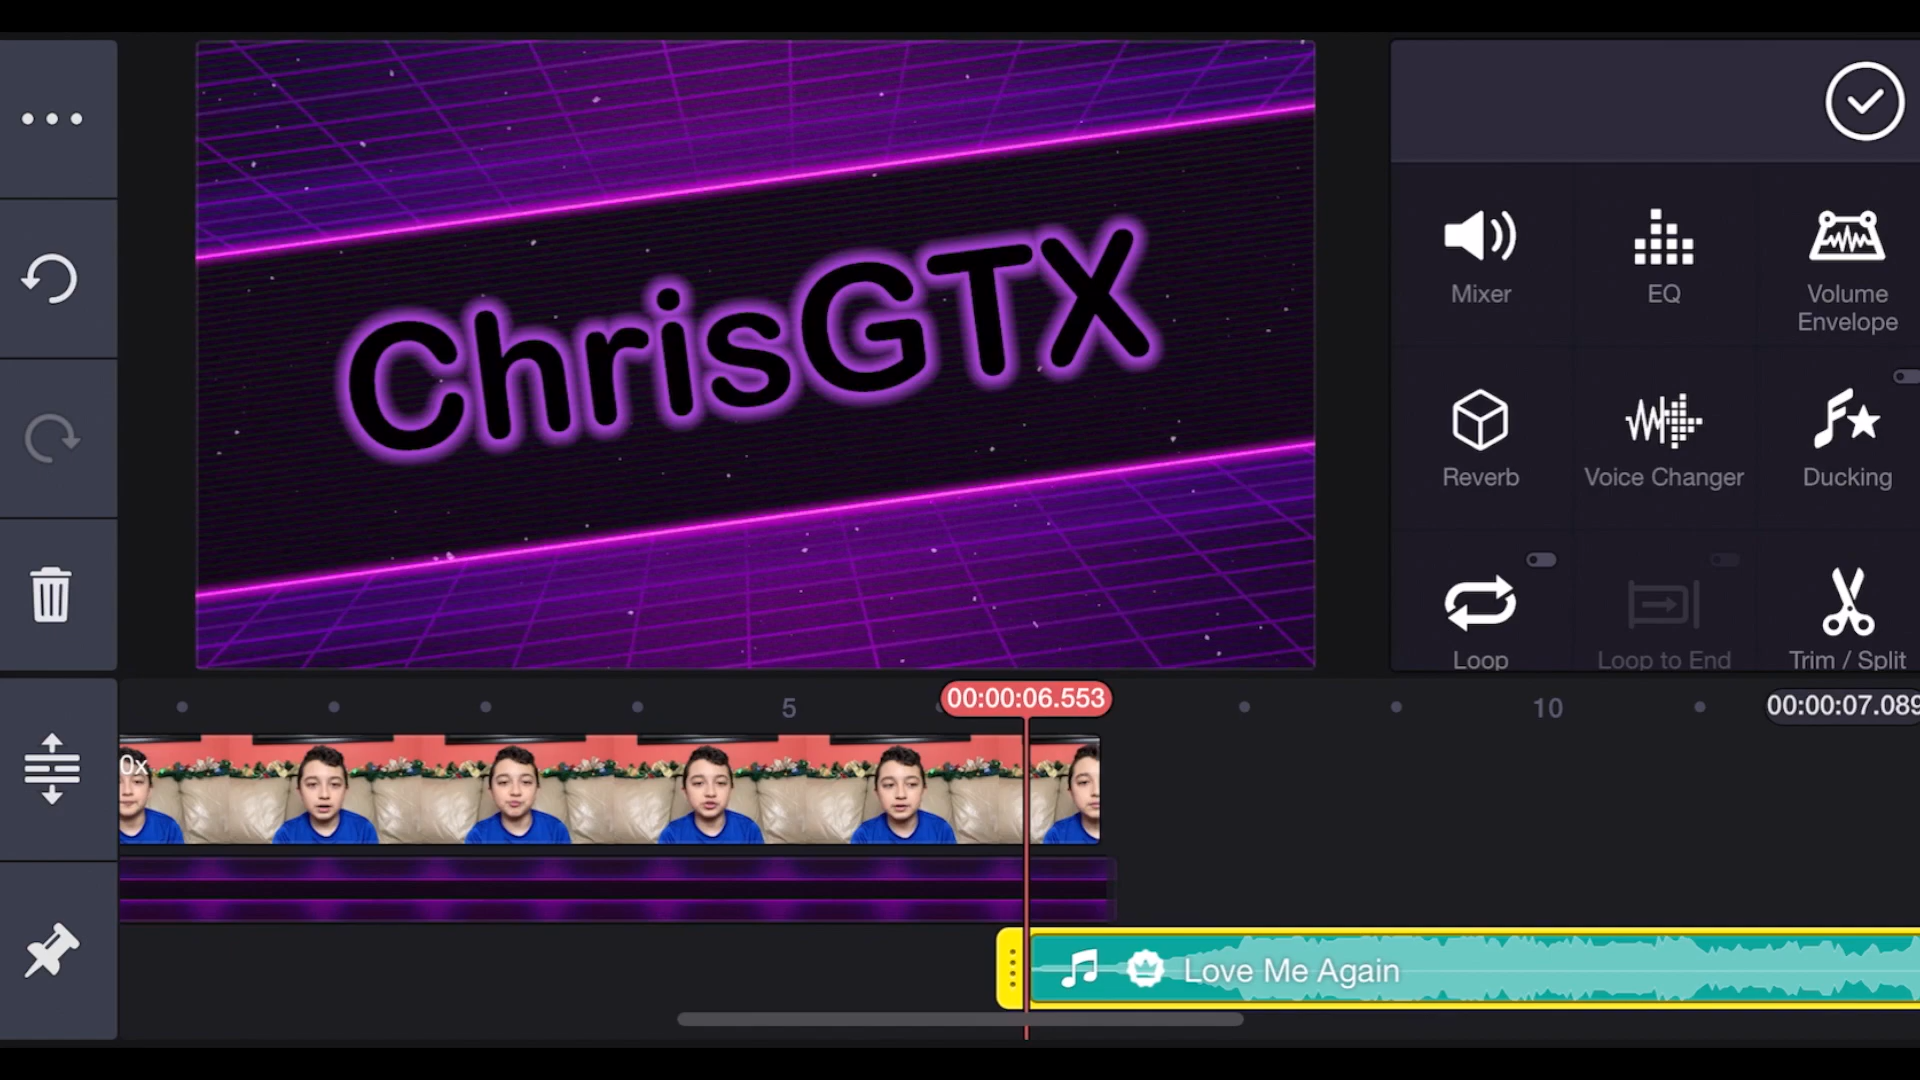 ChrisGTX
Mixer
EQ
Volume
Envelope
Reverb
Voice Changer
Ducking
Loop
Loop to End
Trim / Split
5
00:00:06.553
10
00:00:07.089
0x
Love Me Again